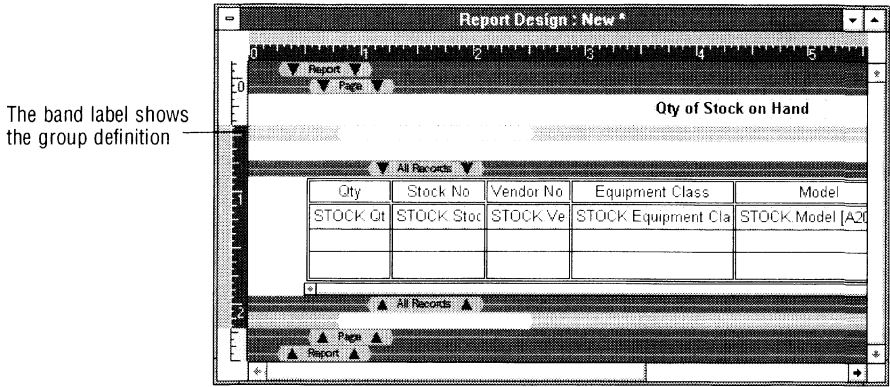 Report Design : New *
0 1 2 3 4 5
Report
Page
0
Qty of Stock on Hand
The band label shows
the group definition
All Records
1
Qty Stock No Vendor No Equipment Class Model
STOCK.Qt STOCK.Stoc STOCK.Ve STOCK.Equipment Cla STOCK.Model [A20
All Records
2
Page
Report